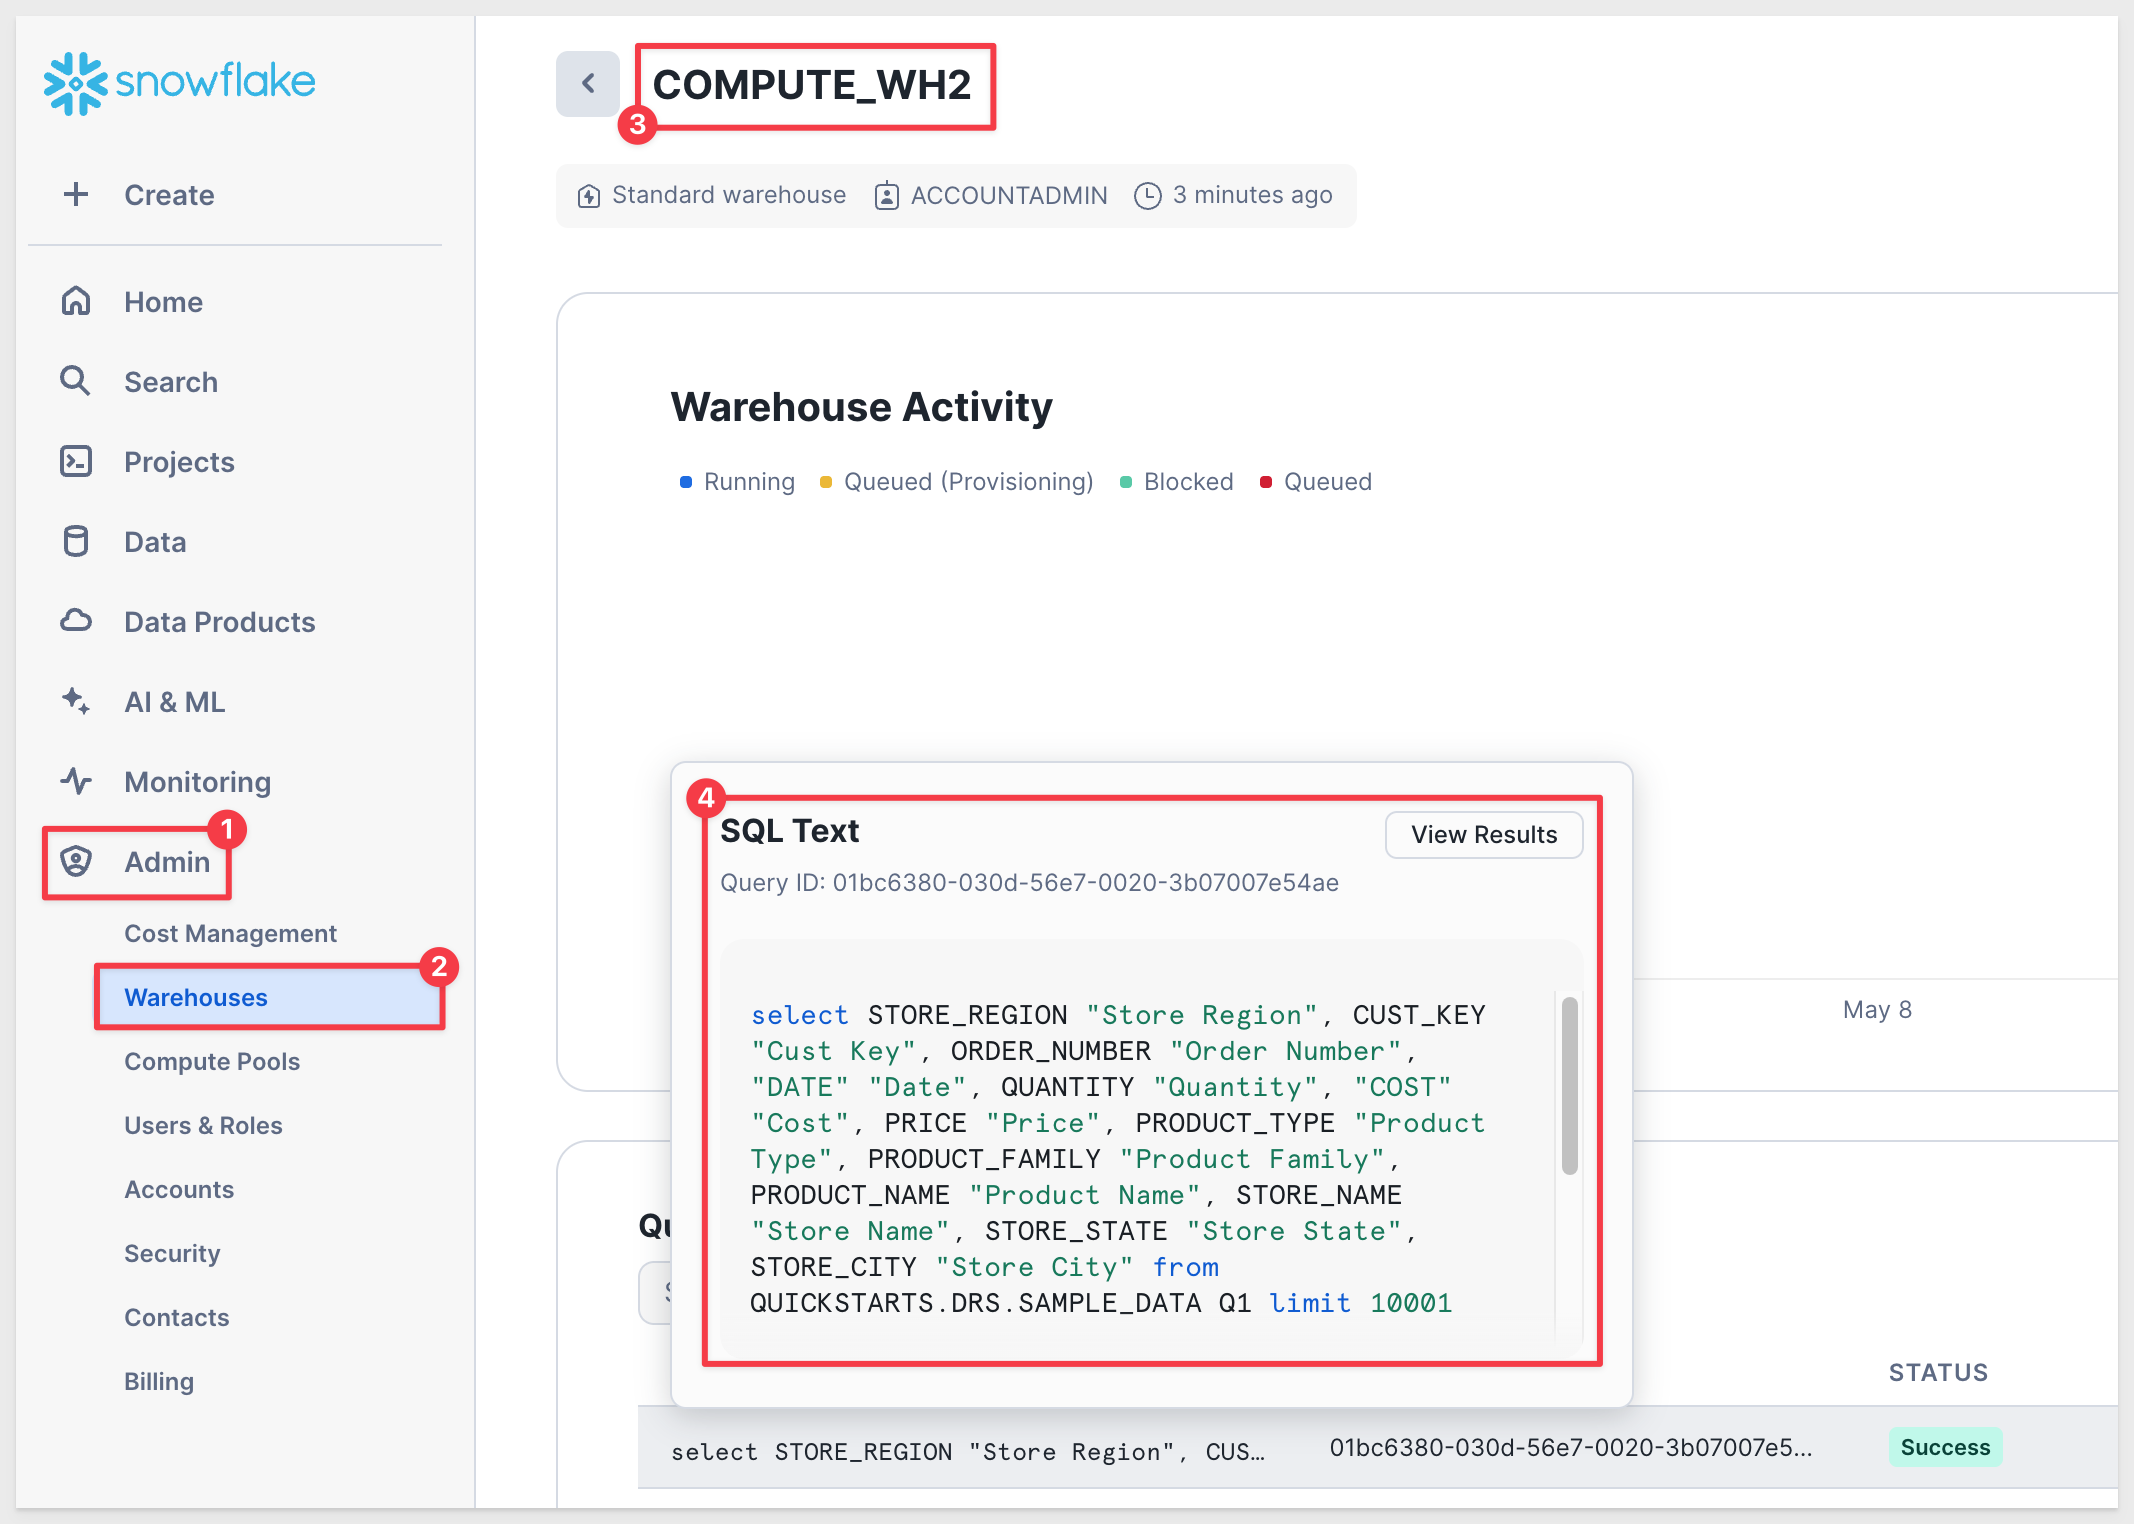 snowflake
Create
Home
Search
Projects
Data
Data Products
AI & ML
Monitoring
1
Admin
Cost Management
2
Warehouses
Compute Pools
Users & Roles
Accounts
Security
Contacts
Billing
COMPUTE_WH2
3
Standard warehouse ACCOUNTADMIN 3 minutes ago
Warehouse Activity
Running Queued (Provisioning) Blocked Queued
4
SQL Text View Results
Query ID: 01bc6380-030d-56e7-0020-3b07007e54ae
select STORE_REGION "Store Region", CUST_KEY
"Cust Key", ORDER_NUMBER "Order Number",
"DATE" "Date", QUANTITY "Quantity", "COST"
"Cost", PRICE "Price", PRODUCT_TYPE "Product
Type", PRODUCT_FAMILY "Product Family",
PRODUCT_NAME "Product Name", STORE_NAME
"Store Name", STORE_STATE "Store State",
STORE_CITY "Store City" from
QUICKSTARTS.DRS.SAMPLE_DATA Q1 limit 10001
May 8
STATUS
select STORE_REGION "Store Region", CUS… 01bc6380-030d-56e7-0020-3b07007e5... Success